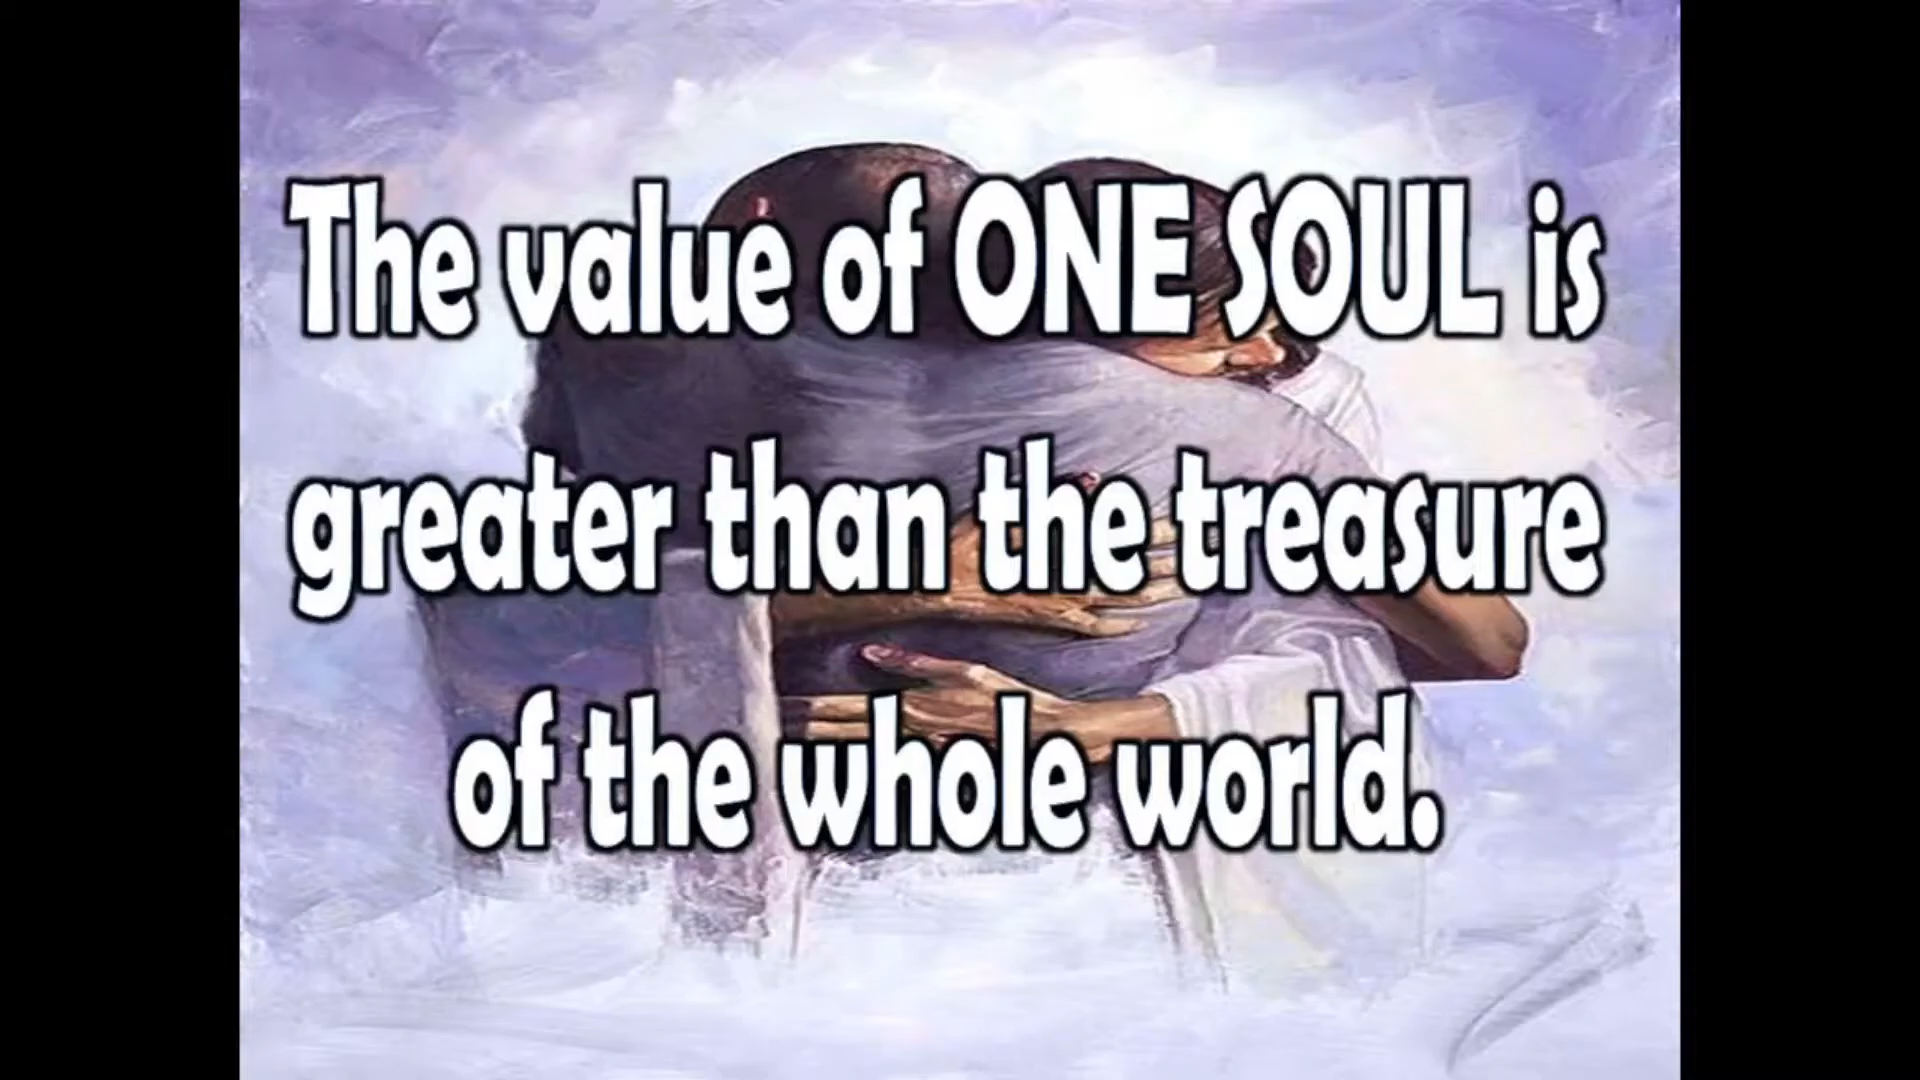 The value of ONE SOUL is
greater than the treasure
of the whole world.